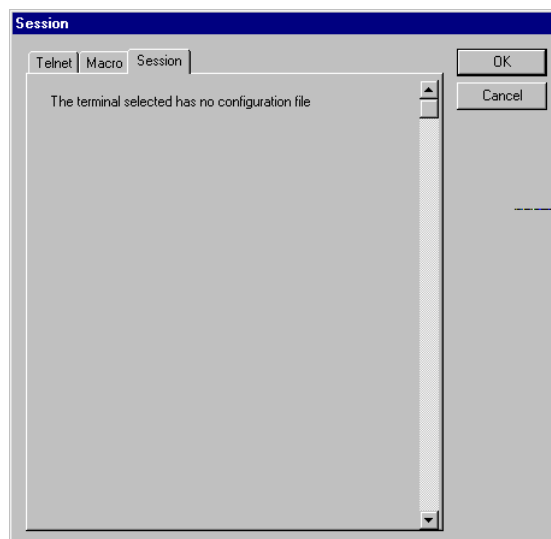 Session
Telnet Macro Session
OK
The terminal selected has no configuration file
Cancel